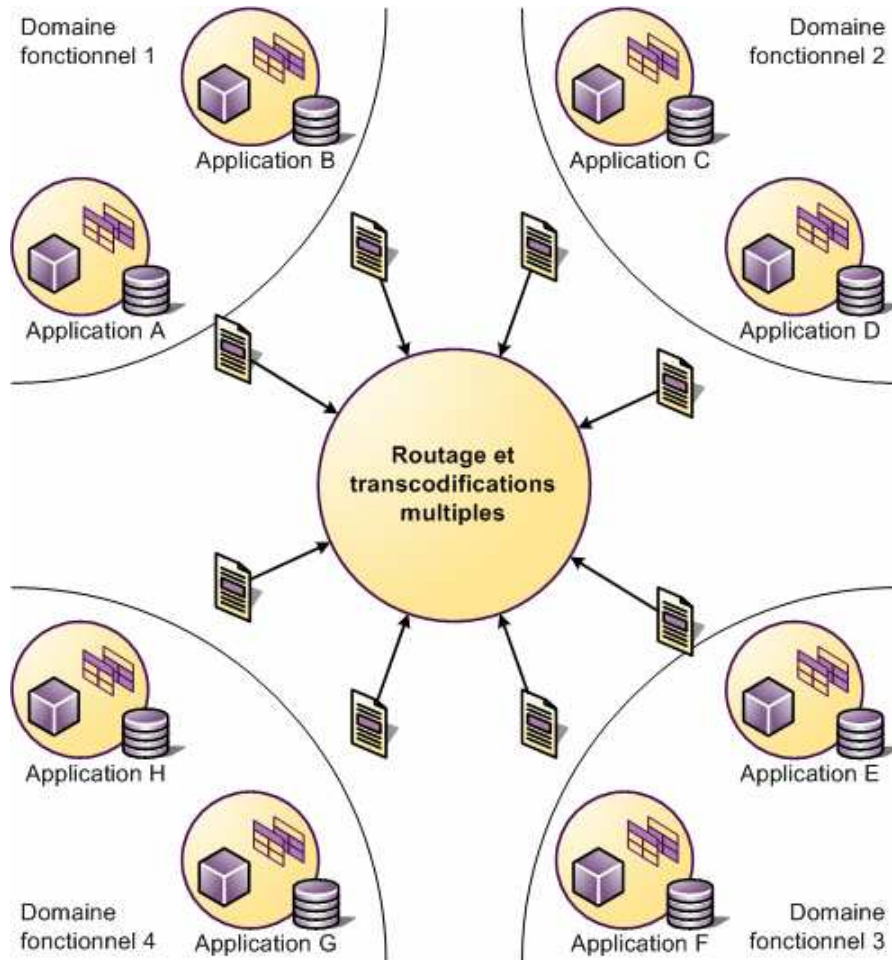 Domaine
fonctionnel 1
Domaine
fonctionnel 2
Application B
Application C
Application A
Application D
Routage et
transcodifications
multiples
Application H
Application E
Domaine
fonctionnel 4
Application G
Application F
Domaine
fonctionnel 3